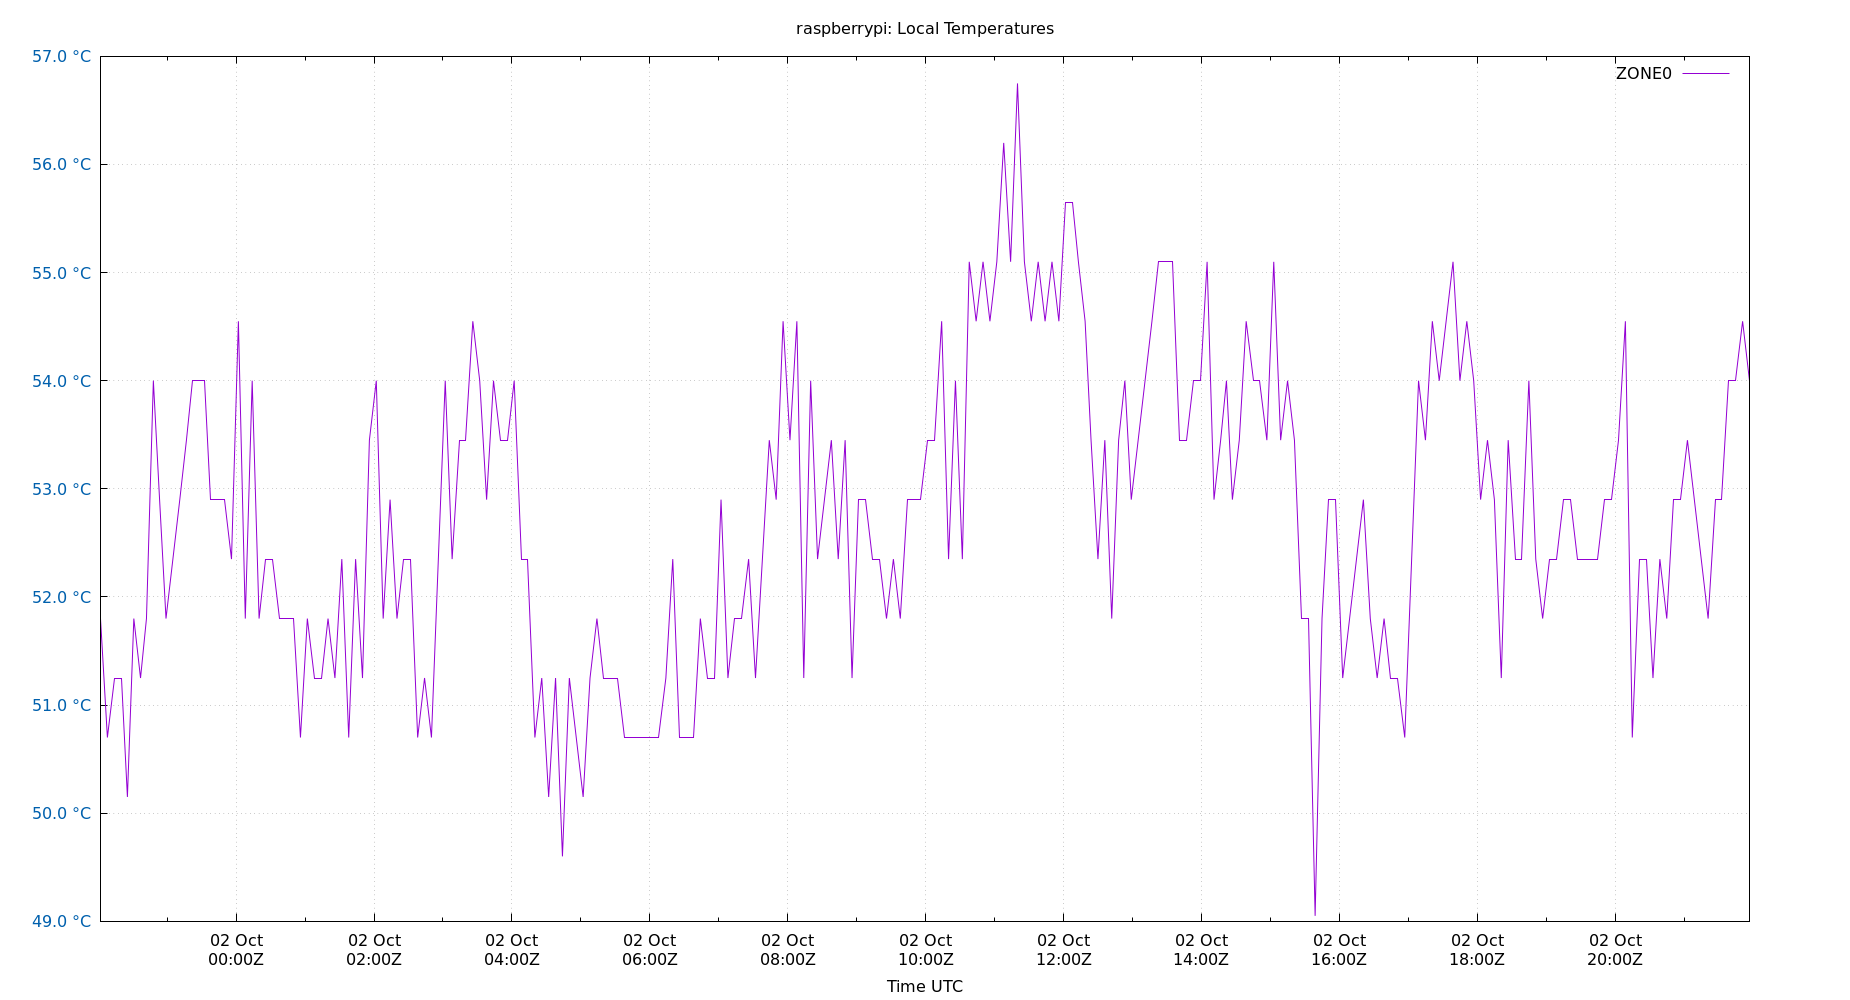 raspberrypi: Local Temperatures
57.0 °C
ZONE0
56.0 °C
55.0 °C
54.0 °C
53.0 °C
52.0 °C
51.0 °C
50.0 °C
49.0 °C
02 Oct 02 Oct 02 Oct 02 Oct 02 Oct 02 Oct 02 Oct 02 Oct 02 Oct 02 Oct 02 Oct
00:00Z 02:00Z 04:00Z 06:00Z 08:00Z 10:00Z 12:00Z 14:00Z 16:00Z 18:00Z 20:00Z
Time UTC